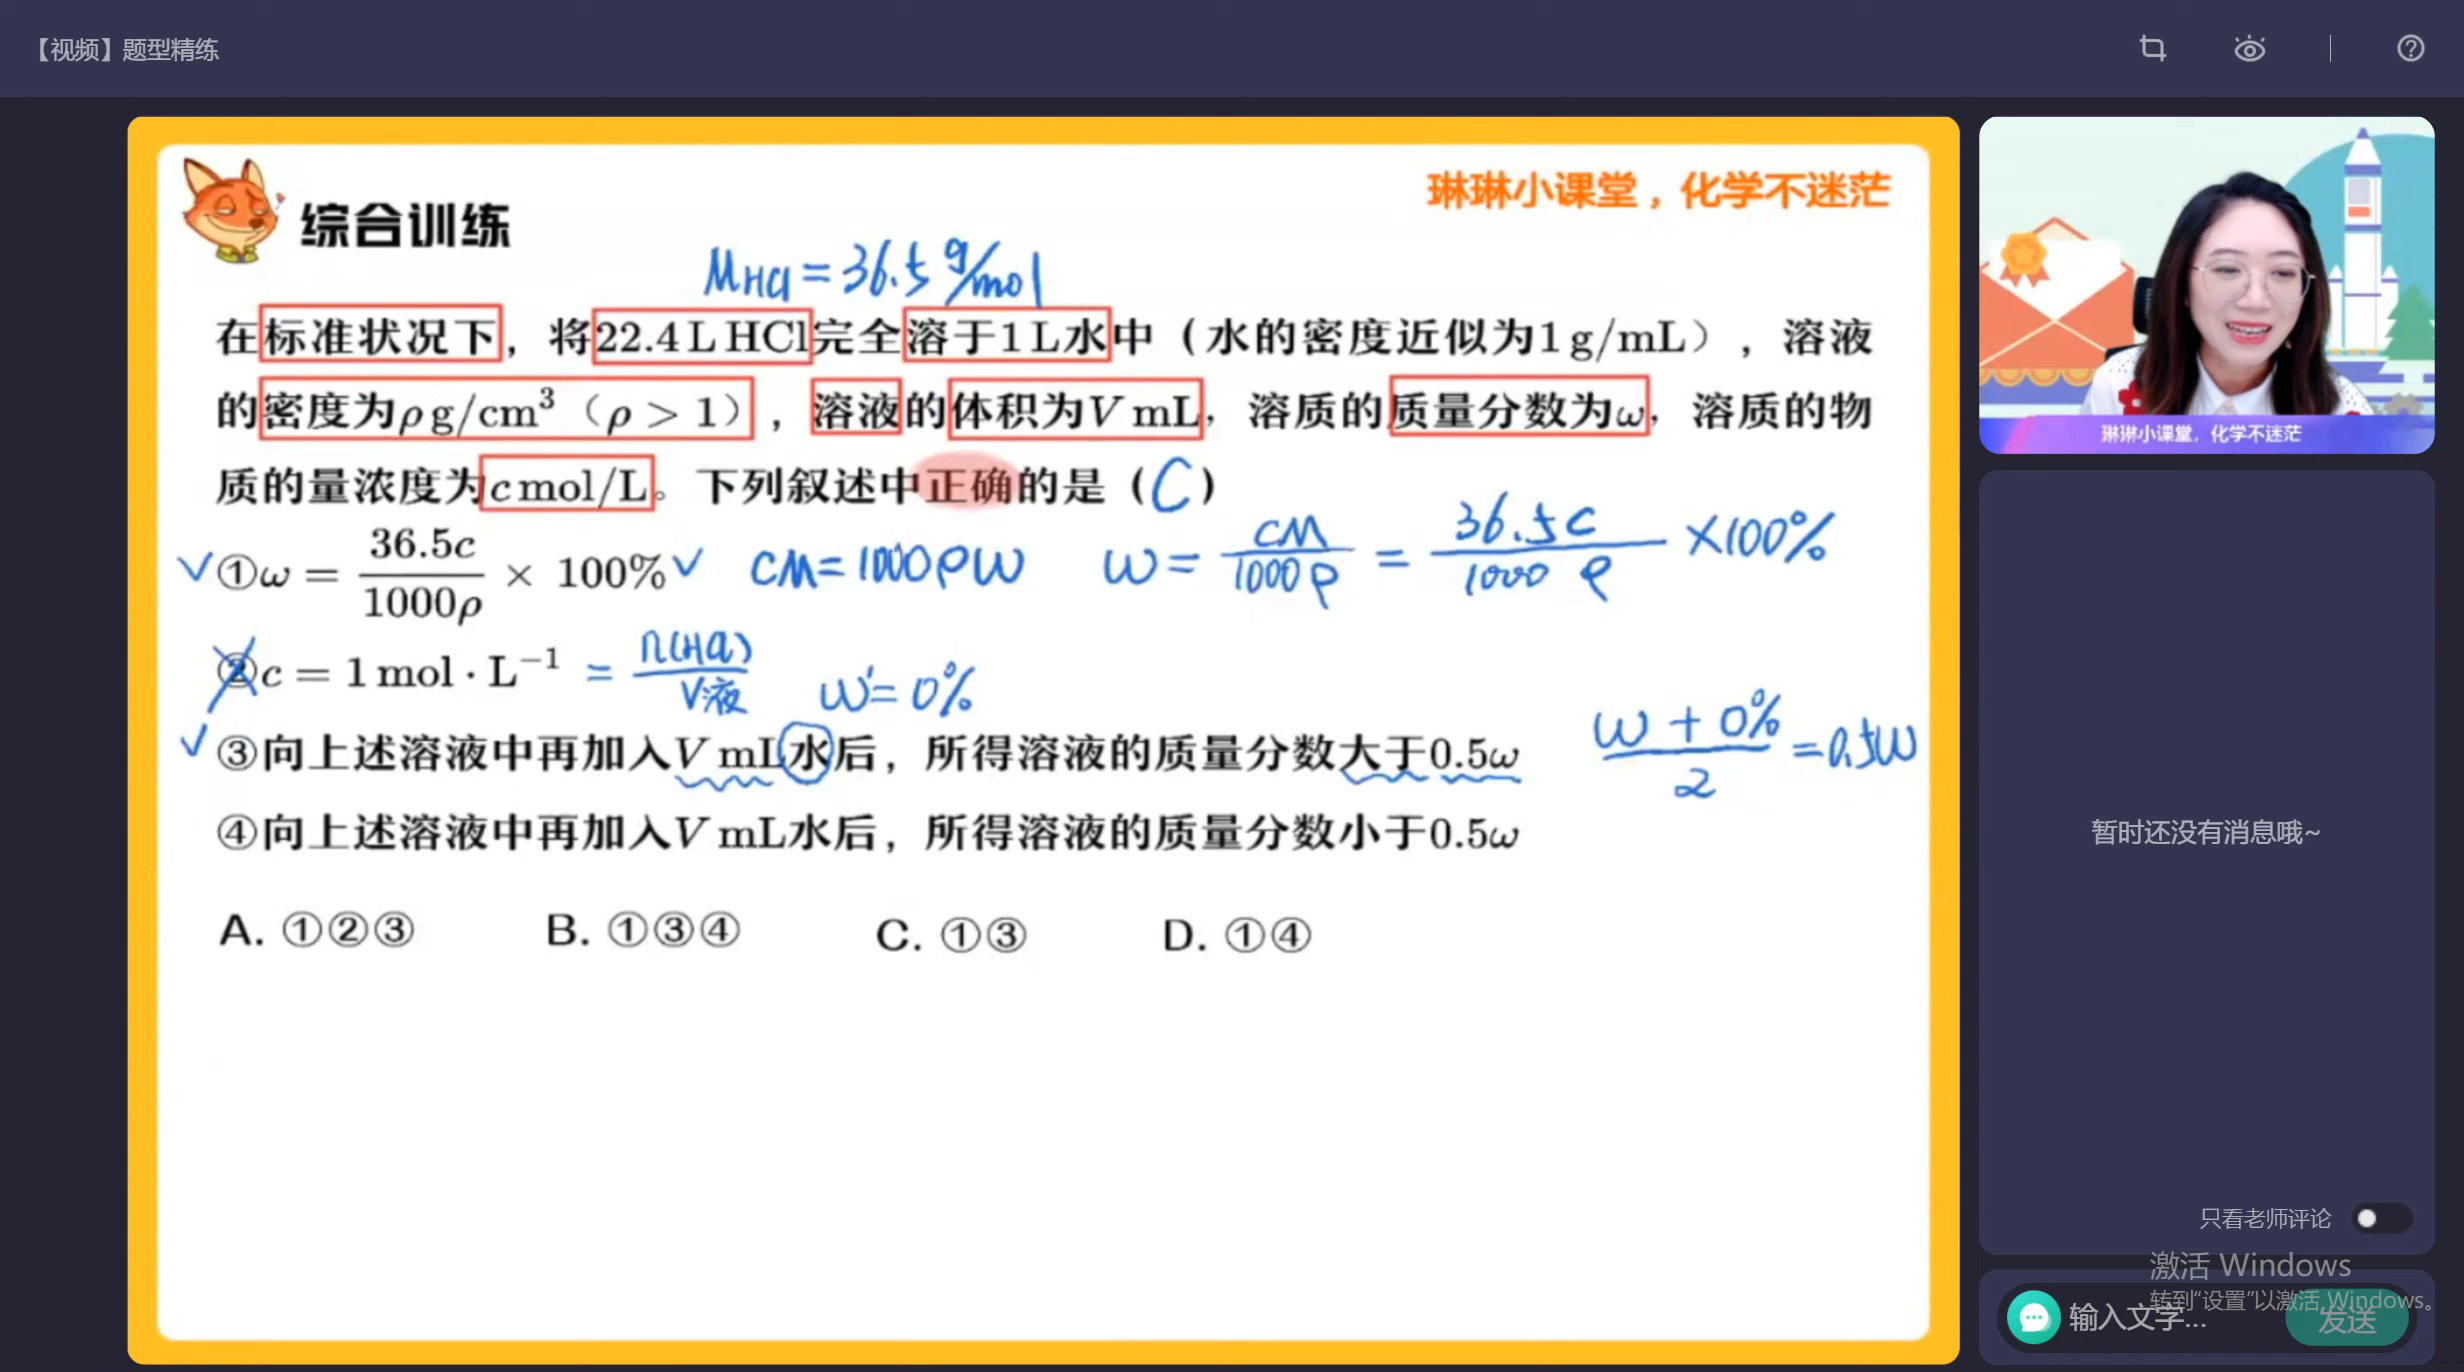 【视频】题型精练
综合训练
琳琳小课堂，化学不迷茫
M_HCl = 36.5 g/mol
在标准状况下，将22.4 L HCl完全溶于1 L水中（水的密度近似为1 g/mL），溶液
的密度为ρ g/cm³（ρ > 1），溶液的体积为V mL，溶质的质量分数为ω，溶质的物
质的量浓度为c mol/L。下列叙述中正确的是（C）
√①ω = 36.5c/1000ρ × 100%√ CM=1000ρW W = CM/1000ρ = 36.5c/1000ρ ×100%
②c = 1 mol · L⁻¹ = n(HCl)/V液 W'=0%
√③向上述溶液中再加入V mL水后，所得溶液的质量分数大于0.5ω (W+0%)/2 =0.5W
④向上述溶液中再加入V mL水后，所得溶液的质量分数小于0.5ω
A. ①②③ B. ①③④ C. ①③ D. ①④
琳琳小课堂，化学不迷茫
暂时还没有消息哦~
只看老师评论
激活 Windows
转到"设置"以激活 Windows。
输入文字...
发送